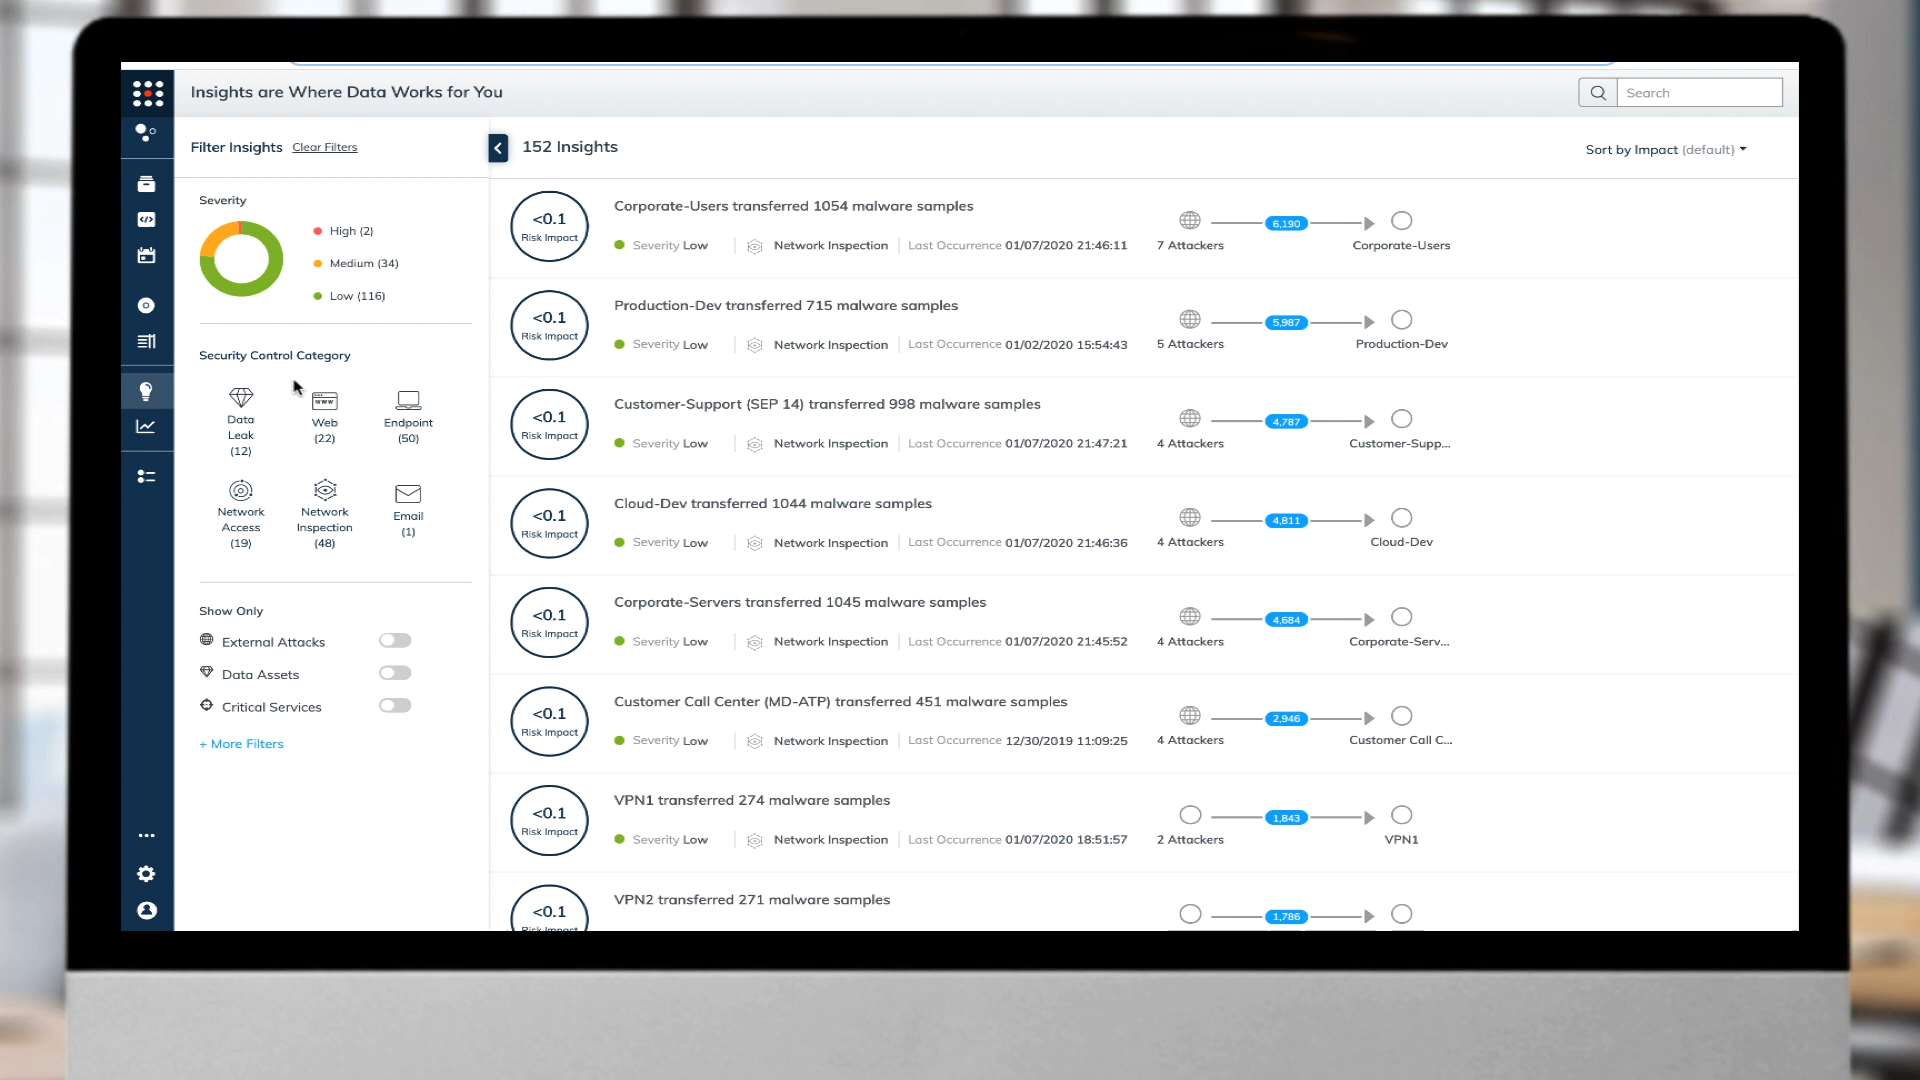 Insights are Where Data Works for You
Search
Filter Insights Clear Filters
152 Insights
Sort by Impact (default)
Severity
High (2)
Medium (34)
Low (116)
Security Control Category
Data Leak (12)
www
Web (22)
Endpoint (50)
Network Access (19)
Network Inspection (48)
Email (1)
Show Only
External Attacks
Data Assets
Critical Services
+ More Filters
<0.1 Risk Impact
Corporate-Users transferred 1054 malware samples
Severity Low Network Inspection Last Occurrence 01/07/2020 21:46:11
6,190
7 Attackers Corporate-Users
<0.1 Risk Impact
Production-Dev transferred 715 malware samples
Severity Low Network Inspection Last Occurrence 01/02/2020 15:54:43
5,987
5 Attackers Production-Dev
<0.1 Risk Impact
Customer-Support (SEP 14) transferred 998 malware samples
Severity Low Network Inspection Last Occurrence 01/07/2020 21:47:21
4,787
4 Attackers Customer-Supp...
<0.1 Risk Impact
Cloud-Dev transferred 1044 malware samples
Severity Low Network Inspection Last Occurrence 01/07/2020 21:46:36
4,811
4 Attackers Cloud-Dev
<0.1 Risk Impact
Corporate-Servers transferred 1045 malware samples
Severity Low Network Inspection Last Occurrence 01/07/2020 21:45:52
4,684
4 Attackers Corporate-Serv...
<0.1 Risk Impact
Customer Call Center (MD-ATP) transferred 451 malware samples
Severity Low Network Inspection Last Occurrence 12/30/2019 11:09:25
2,946
4 Attackers Customer Call C...
<0.1 Risk Impact
VPN1 transferred 274 malware samples
Severity Low Network Inspection Last Occurrence 01/07/2020 18:51:57
1,843
2 Attackers VPN1
<0.1 Risk Impact
VPN2 transferred 271 malware samples
1,786